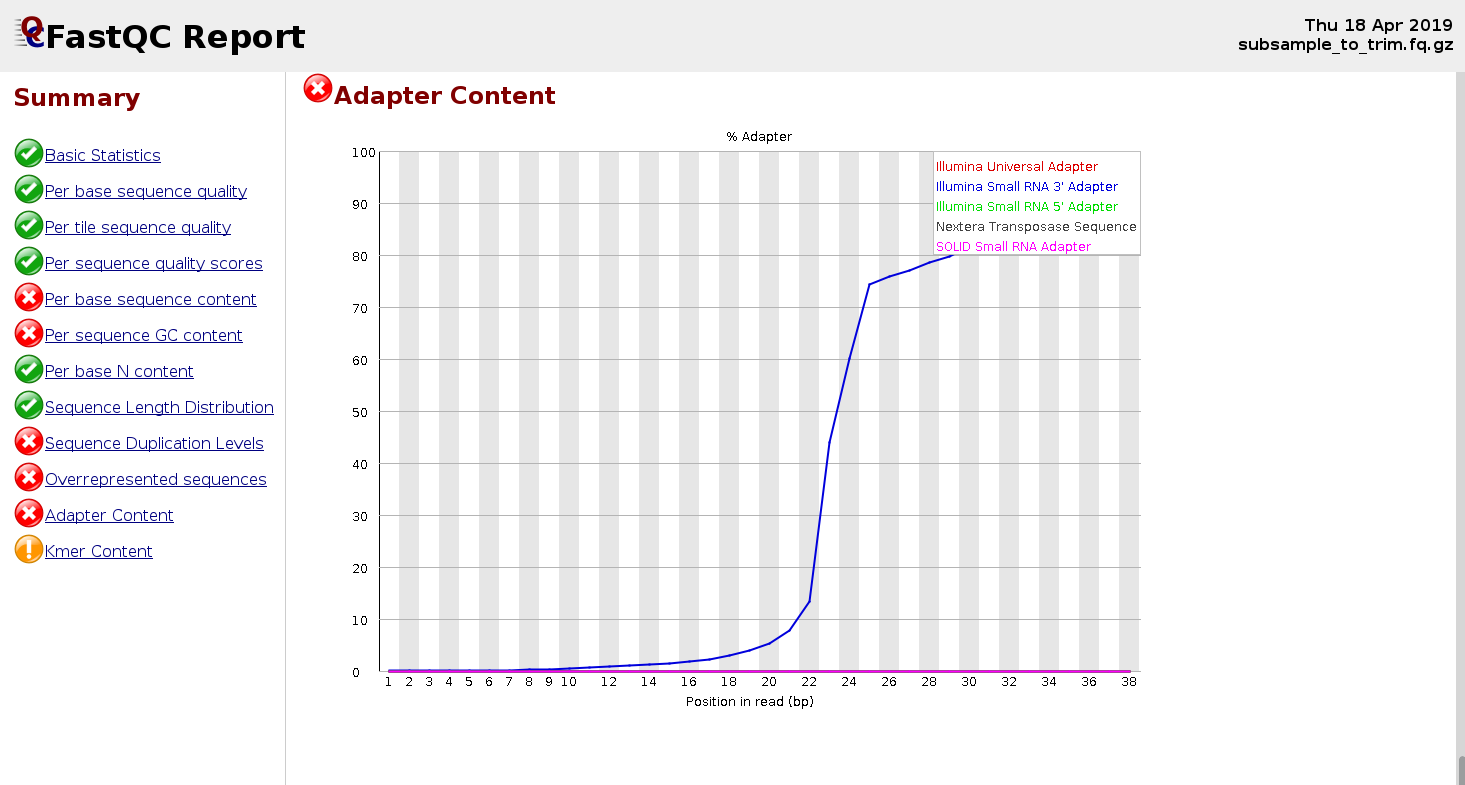 FastQC Report
Thu 18 Apr 2019
subsample_to_trim.fq.gz
Summary
Basic Statistics
Per base sequence quality
Per tile sequence quality
Per sequence quality scores
Per base sequence content
Per sequence GC content
Per base N content
Sequence Length Distribution
Sequence Duplication Levels
Overrepresented sequences
Adapter Content
Kmer Content
Adapter Content
% Adapter
Illumina Universal Adapter
Illumina Small RNA 3' Adapter
Illumina Small RNA 5' Adapter
Nextera Transposase Sequence
SOLID Small RNA Adapter
100
90
80
70
60
50
40
30
20
10
0
1 2 3 4 5 6 7 8 9 10 12 14 16 18 20 22 24 26 28 30 32 34 36 38
Position in read (bp)